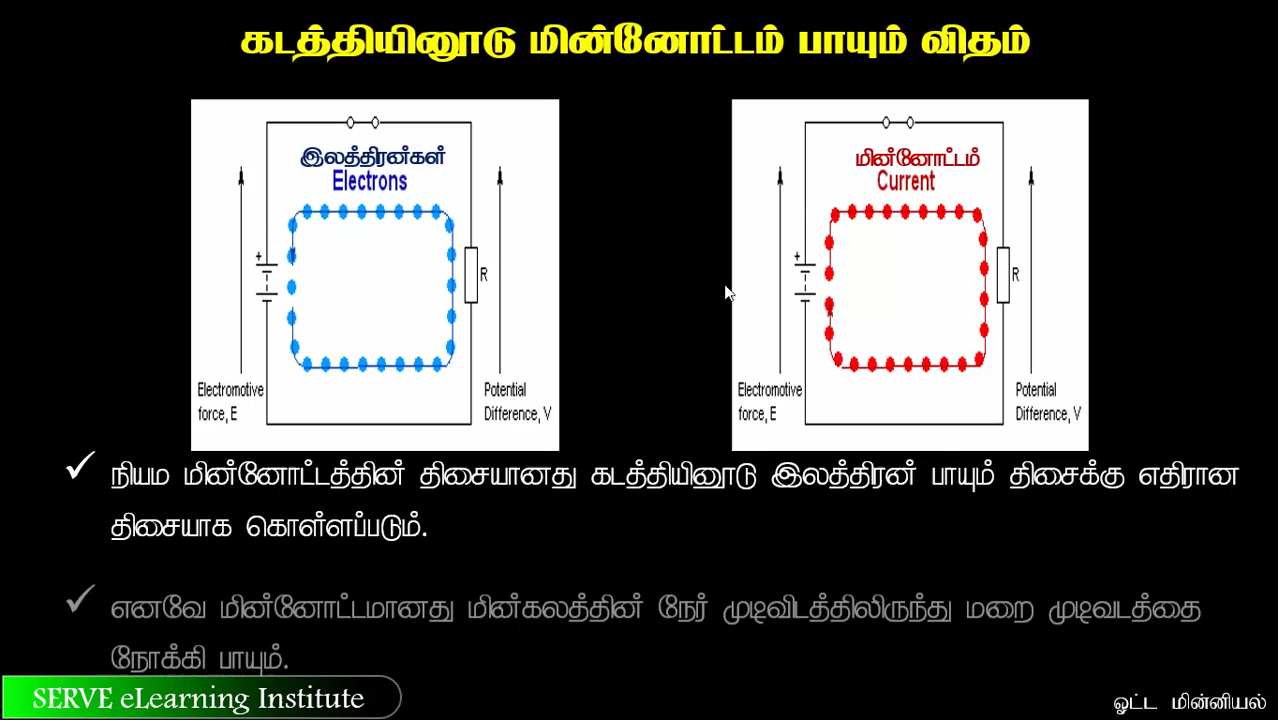 கடத்தியினூடு மின்னோட்டம் பாயும் விதம்
இலத்திரன்கள்
Electrons
+
R
Electromotive
force, E
Potential
Difference, V
மின்னோட்டம்
Current
+
R
Electromotive
force, E
Potential
Difference, V
நியம மின்னோட்டத்தின் திசையானது கடத்தியினூடு இலத்திரன் பாயும் திசைக்கு எதிரான
திசையாக கொள்ளப்படும்.
எனவே மின்னோட்டமானது மின்கலத்தின் நேர் முடிவிடத்திலிருந்து மறை முடிவடத்தை
நோக்கி பாயும்.
SERVE eLearning Institute
ஓட்ட மின்னியல்